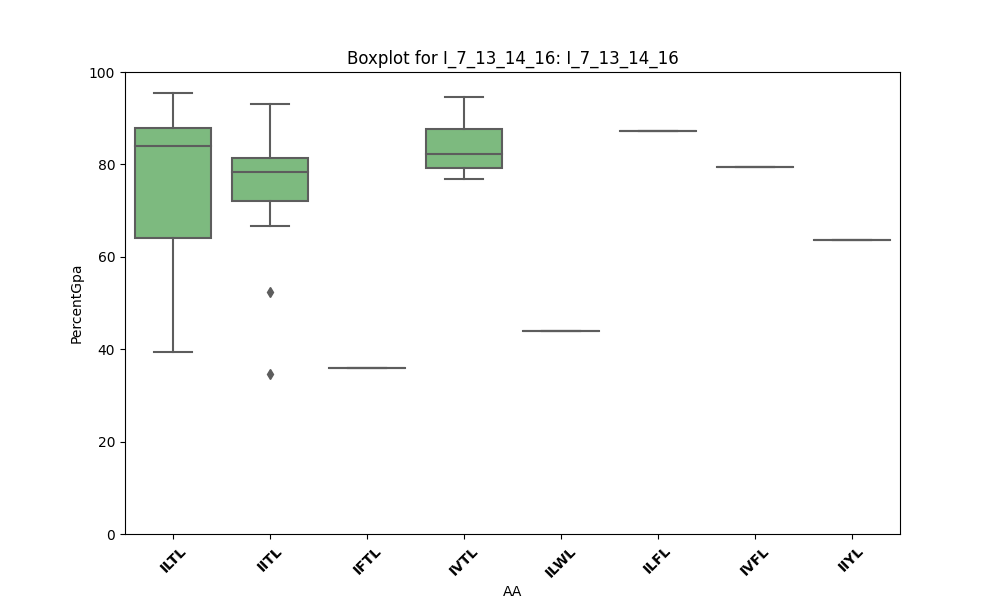 Boxplot for I_7_13_14_16: I_7_13_14_16
PercentGpa
100
80
60
40
20
0
ILTL
IITL
IFTL
IVTL
ILWL
ILFL
IVFL
IIYL
AA